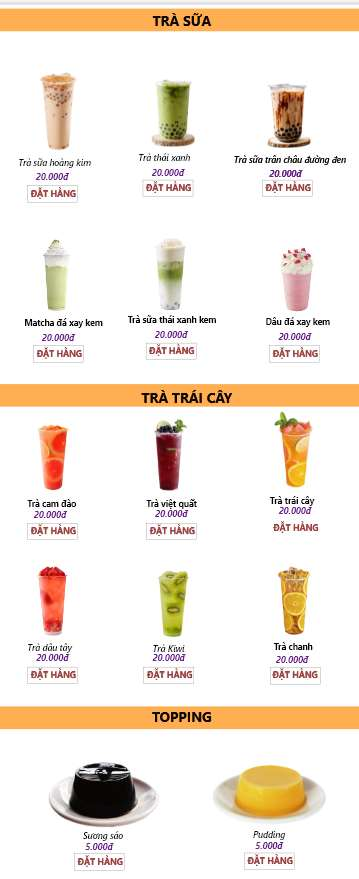 TRÀ SỮA
Trà sữa hoàng kim
20.000đ
ĐẶT HÀNG
Trà thái xanh
20.000đ
ĐẶT HÀNG
Trà sữa trân châu đường đen
20.000đ
ĐẶT HÀNG
Matcha đá xay kem
20.000đ
ĐẶT HÀNG
Trà sữa thái xanh kem
20.000đ
ĐẶT HÀNG
Dâu đá xay kem
20.000đ
ĐẶT HÀNG
TRÀ TRÁI CÂY
Trà cam đào
20.000đ
ĐẶT HÀNG
Trà việt quất
20.000đ
ĐẶT HÀNG
Trà trái cây
20.000đ
ĐẶT HÀNG
Trà dâu tây
20.000đ
ĐẶT HÀNG
Trà Kiwi
20.000đ
ĐẶT HÀNG
Trà chanh
20.000đ
ĐẶT HÀNG
TOPPING
Sương sáo
5.000đ
ĐẶT HÀNG
Pudding
5.000đ
ĐẶT HÀNG